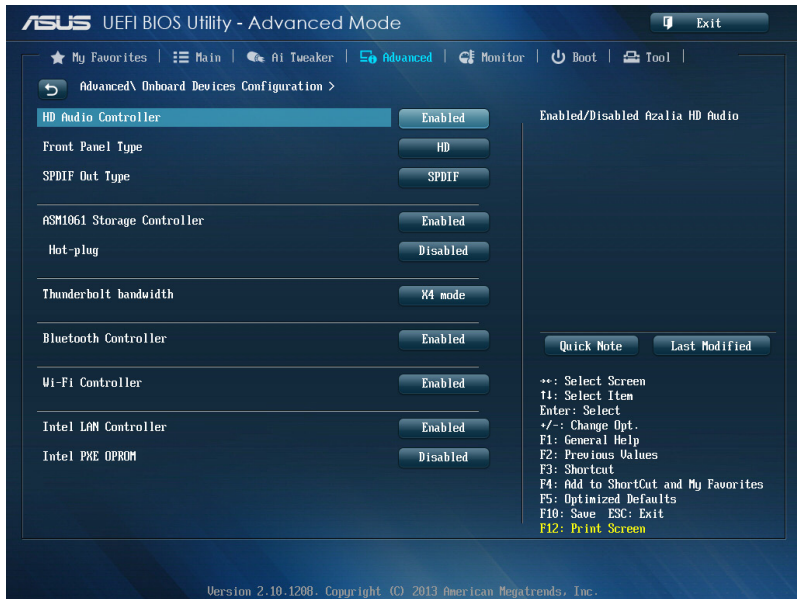 ASUS UEFI BIOS Utility - Advanced Mode
Exit
My Favorites | Main | Ai Tweaker | Advanced | Monitor | Boot | Tool |
Advanced\ Onboard Devices Configuration >
HD Audio Controller Enabled
Front Panel Type HD
SPDIF Out Type SPDIF
ASM1061 Storage Controller Enabled
Hot-plug Disabled
Thunderbolt bandwidth X4 mode
Bluetooth Controller Enabled
Wi-Fi Controller Enabled
Intel LAN Controller Enabled
Intel PXE OPROM Disabled
Enabled/Disabled Azalia HD Audio
Quick Note Last Modified
→←: Select Screen
↑↓: Select Item
Enter: Select
+/-: Change Opt.
F1: General Help
F2: Previous Values
F3: Shortcut
F4: Add to ShortCut and My Favorites
F5: Optimized Defaults
F10: Save ESC: Exit
F12: Print Screen
Version 2.10.1208. Copyright (C) 2013 American Megatrends, Inc.